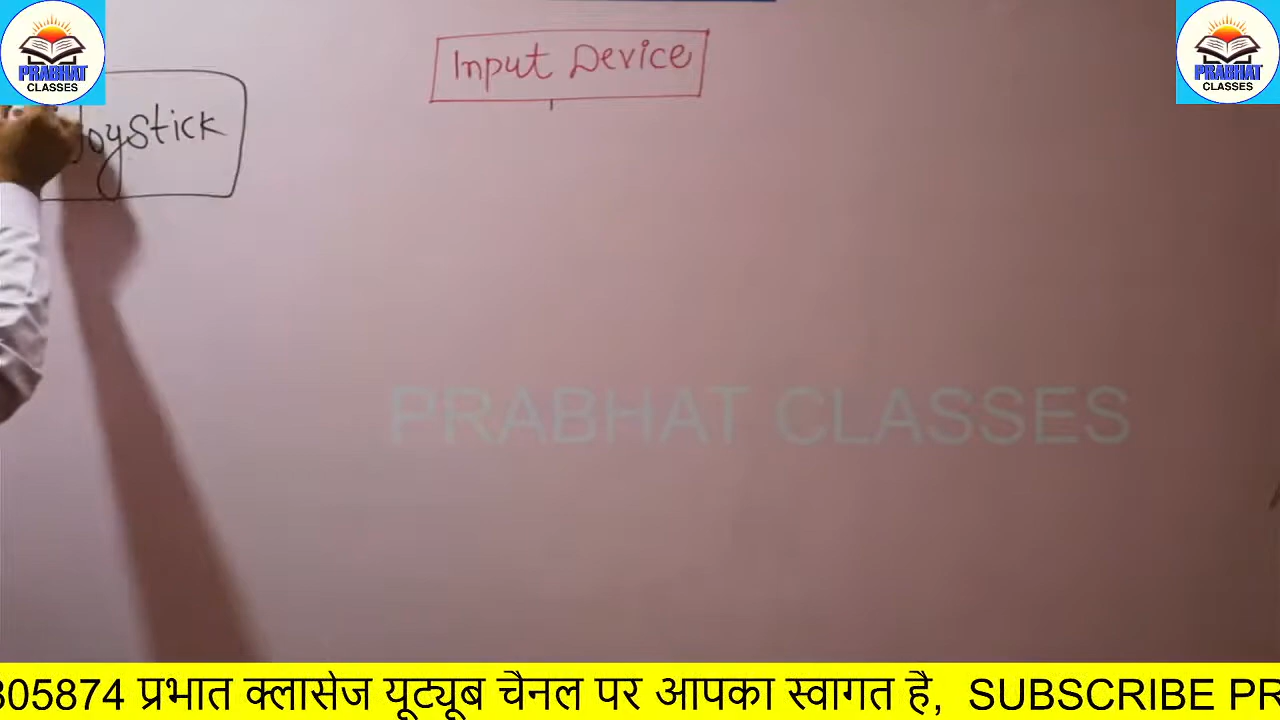 PRABHAT
CLASSES
PRABHAT
CLASSES
Input Device
Joystick
PRABHAT CLASSES
305874 प्रभात क्लासेज यूट्यूब चैनल पर आपका स्वागत है, SUBSCRIBE PR